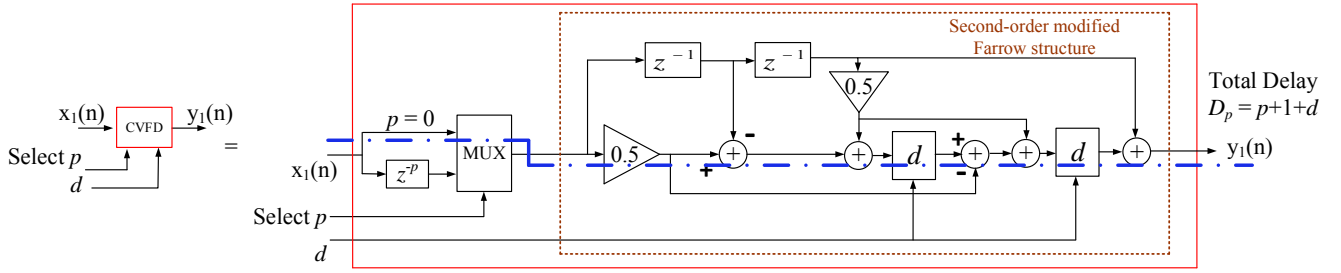 x₁(n)
CVFD
y₁(n)
Select p
d
=
x₁(n)
p = 0
z⁻ᵖ
MUX
Select p
d
Second-order modified
Farrow structure
z ⁻ ¹
z ⁻ ¹
0.5
0.5
-
+
+
+
d
+
-
+
+
d
+
Total Delay
Dₚ = p+1+d
y₁(n)